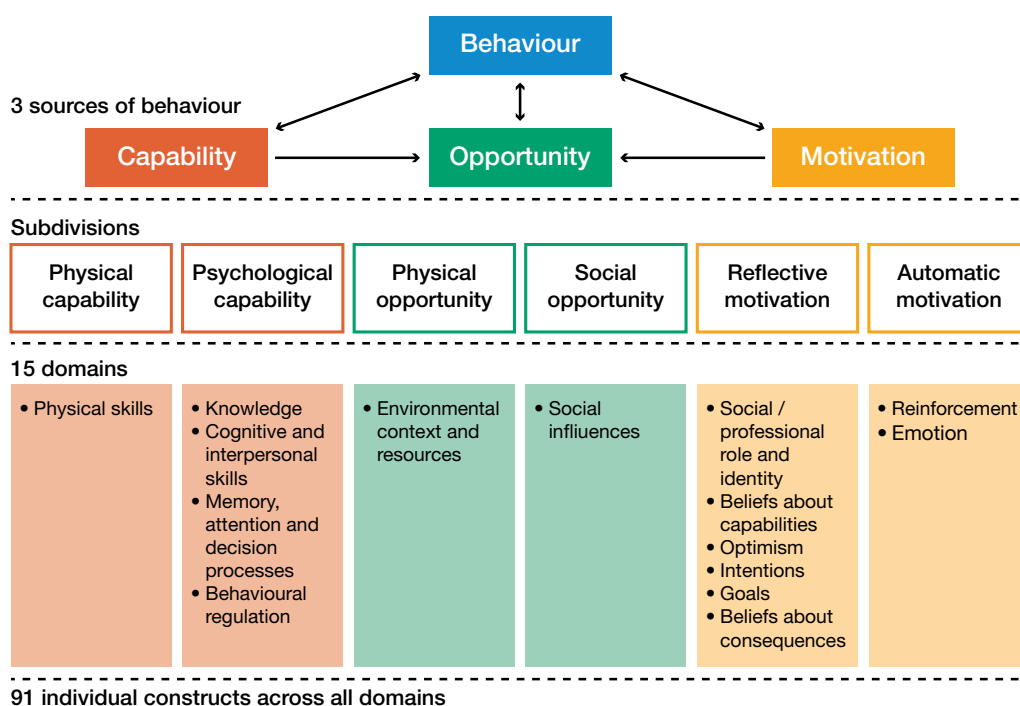 Behaviour
3 sources of behaviour
Capability
Opportunity
Motivation
Subdivisions
Physical
capability
Psychological
capability
Physical
opportunity
Social
opportunity
Reflective
motivation
Automatic
motivation
15 domains
• Physical skills
• Knowledge
• Cognitive and
interpersonal
skills
• Memory,
attention and
decision
processes
• Behavioural
regulation
• Environmental
context and
resources
• Social
infliuences
• Social /
professional
role and
identity
• Beliefs about
capabilities
• Optimism
• Intentions
• Goals
• Beliefs about
consequences
• Reinforcement
• Emotion
91 individual constructs across all domains